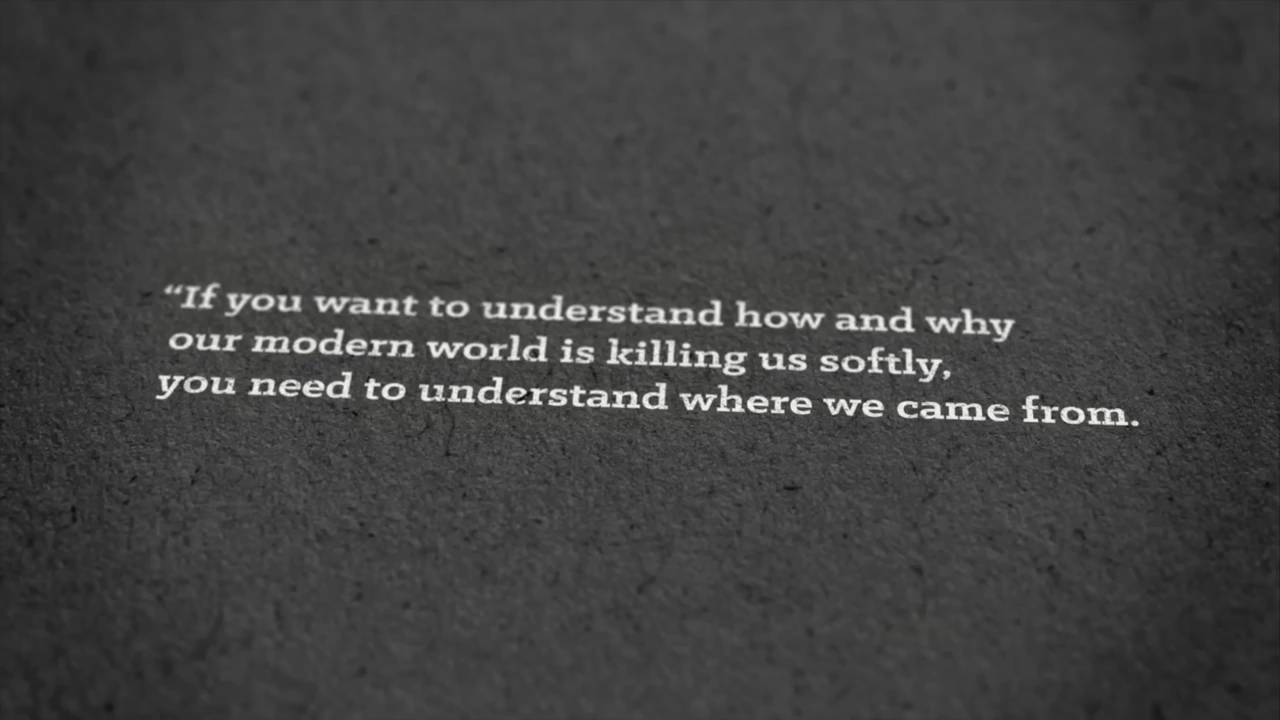 “If you want to understand how and why
our modern world is killing us softly,
you need to understand where we came from.